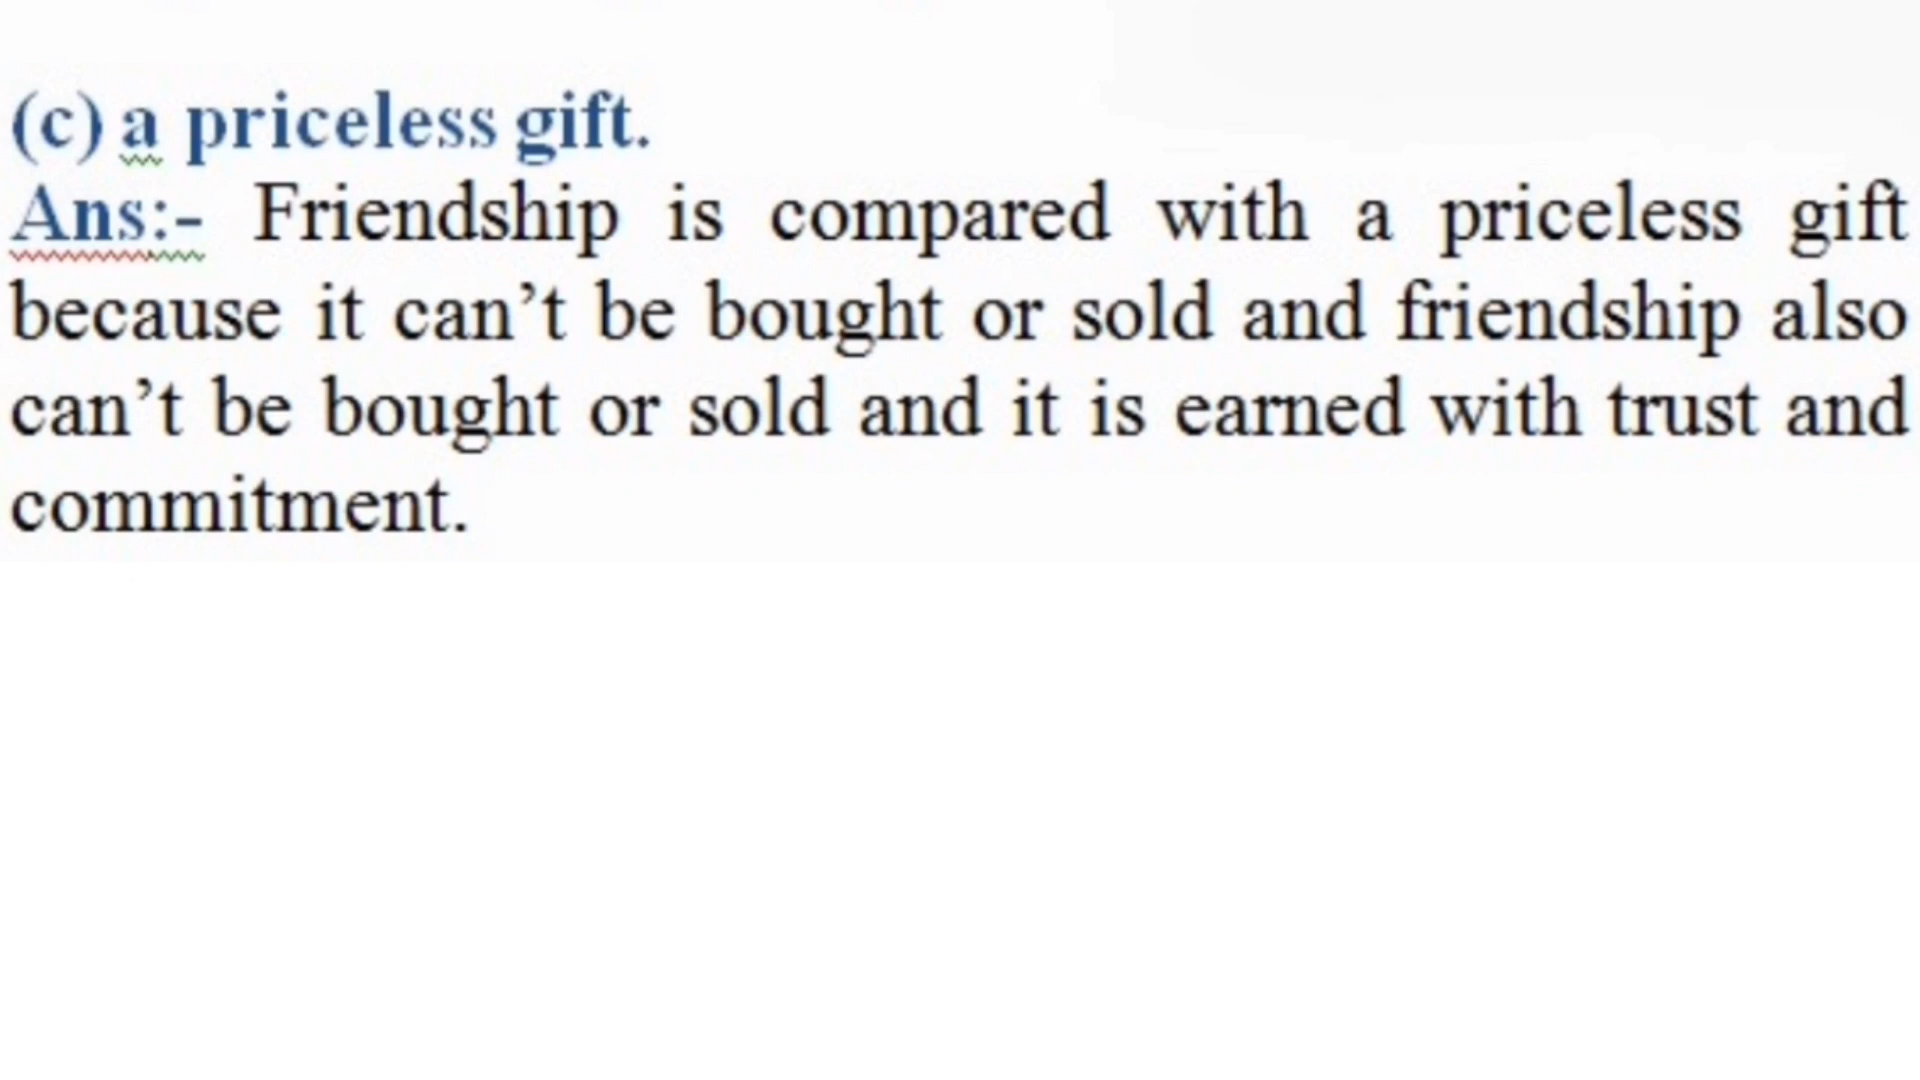 (c) a priceless gift.
Ans:- Friendship is compared with a priceless gift
because it can’t be bought or sold and friendship also
can’t be bought or sold and it is earned with trust and
commitment.